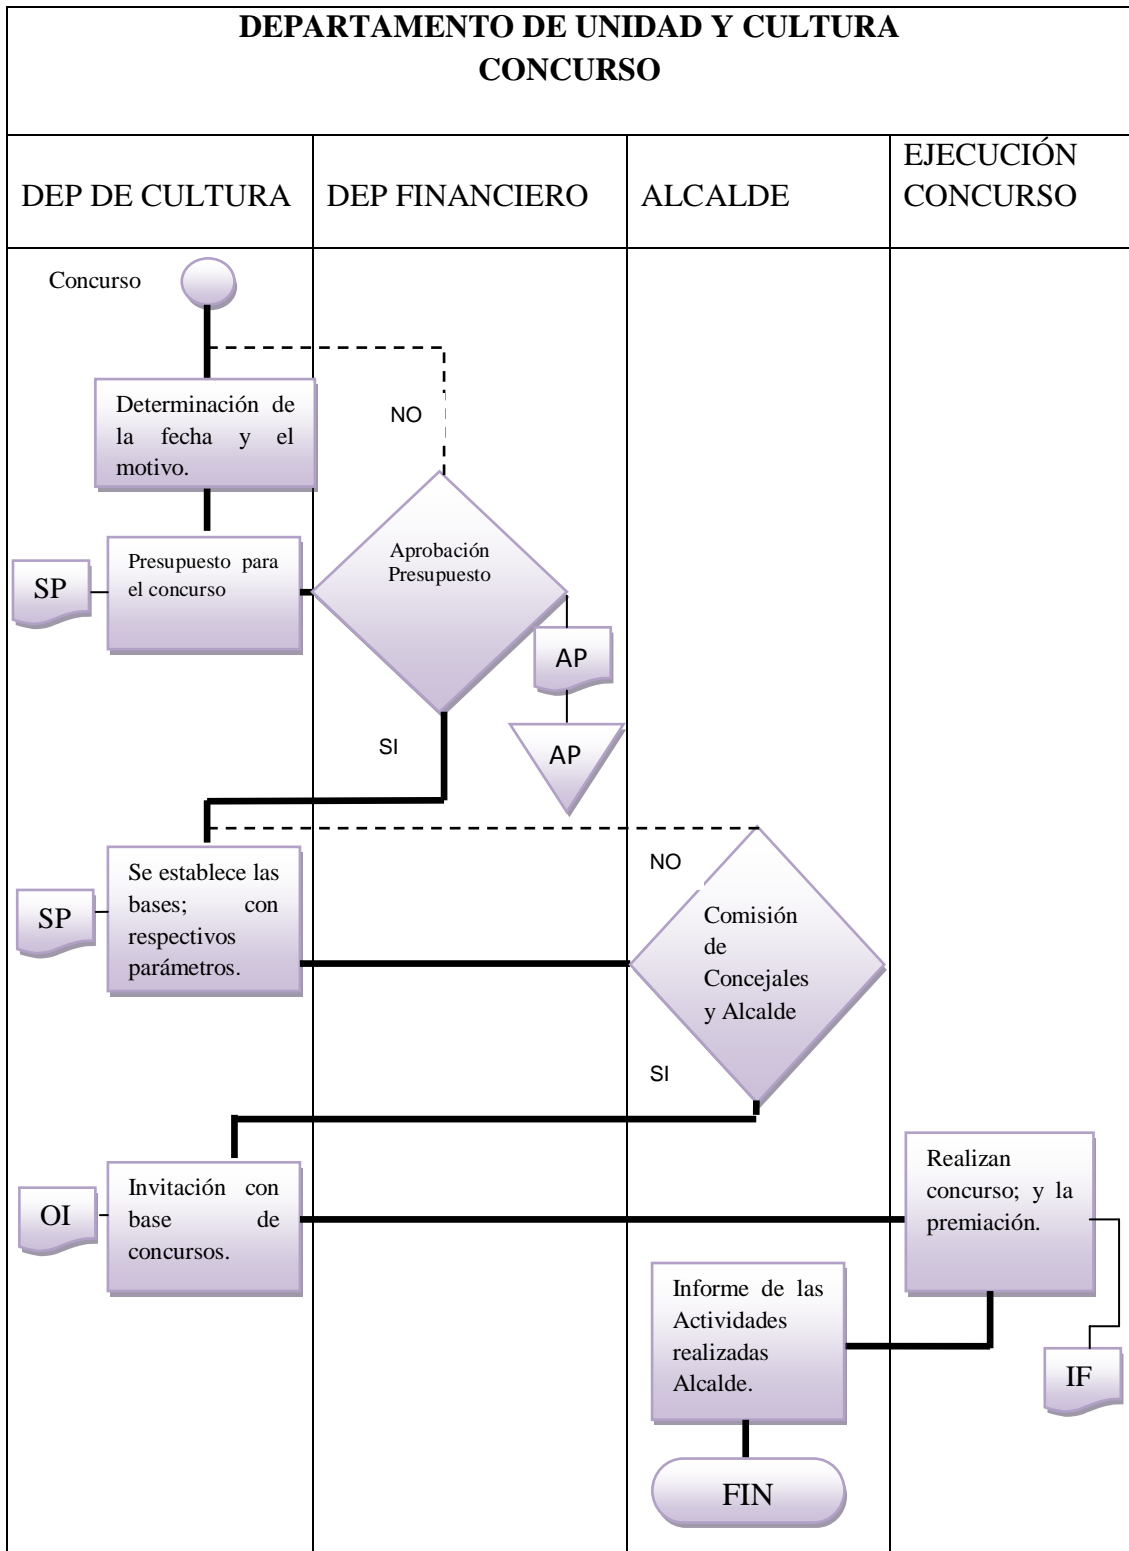 DEPARTAMENTO DE UNIDAD Y CULTURA
CONCURSO
DEP DE CULTURA
DEP FINANCIERO
ALCALDE
EJECUCIÓN
CONCURSO
Concurso
Determinación de
la fecha y el
motivo.
NO
SP
Presupuesto para
el concurso
Aprobación
Presupuesto
AP
AP
SI
SP
Se establece las
bases; con
respectivos
parámetros.
NO
Comisión
de
Concejales
y Alcalde
SI
OI
Invitación con
base de
concursos.
Realizan
concurso; y la
premiación.
Informe de las
Actividades
realizadas
Alcalde.
IF
FIN